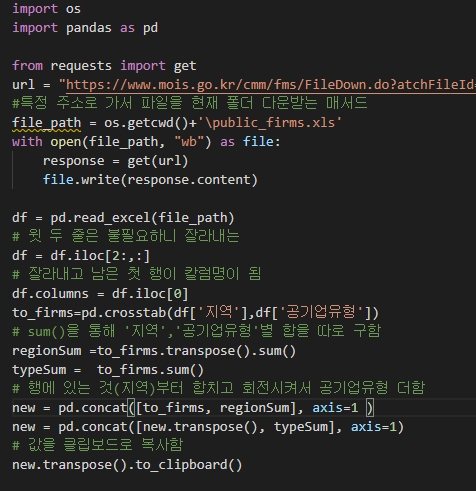 import os
import pandas as pd
from requests import get
url = "https://www.mois.go.kr/cmm/fms/FileDown.do?atchFileId=
#특정 주소로 가서 파일을 현재 폴더 다운받는 매서드
file_path = os.getcwd()+'\public_firms.xls'
with open(file_path, "wb") as file:
    response = get(url)
    file.write(response.content)
df = pd.read_excel(file_path)
# 윗 두 줄은 불필요하니 잘라내는
df = df.iloc[2:,:]
# 잘라내고 남은 첫 행이 칼럼명이 됨
df.columns = df.iloc[0]
to_firms=pd.crosstab(df['지역'],df['공기업유형'])
# sum()을 통해 '지역','공기업유형'별 합을 따로 구함
regionSum =to_firms.transpose().sum()
typeSum =  to_firms.sum()
# 행에 있는 것(지역)부터 합치고 회전시켜서 공기업유형 더함
new = pd.concat([to_firms, regionSum], axis=1 )
new = pd.concat([new.transpose(), typeSum], axis=1)
# 값을 클립보드로 복사함
new.transpose().to_clipboard()